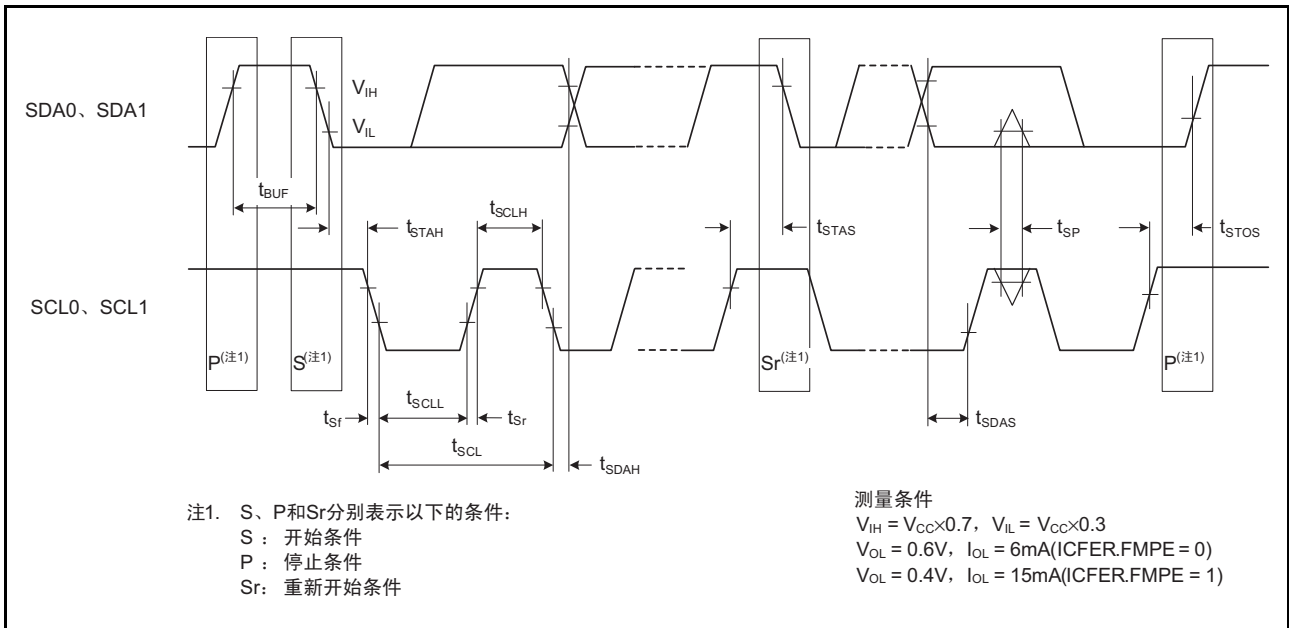 SDA0、SDA1
VIH
VIL
tBUF
tSTAH
tSCLH
tSTAS
tSP
tSTOS
SCL0、SCL1
P(注1)
S(注1)
Sr(注1)
P(注1)
tSf
tSCLL
tSr
tSCL
tSDAH
tSDAS
注1. S、P和Sr分别表示以下的条件：
S： 开始条件
P： 停止条件
Sr： 重新开始条件
测量条件
VIH = VCC×0.7，VIL = VCC×0.3
VOL = 0.6V，IOL = 6mA(ICFER.FMPE = 0)
VOL = 0.4V，IOL = 15mA(ICFER.FMPE = 1)